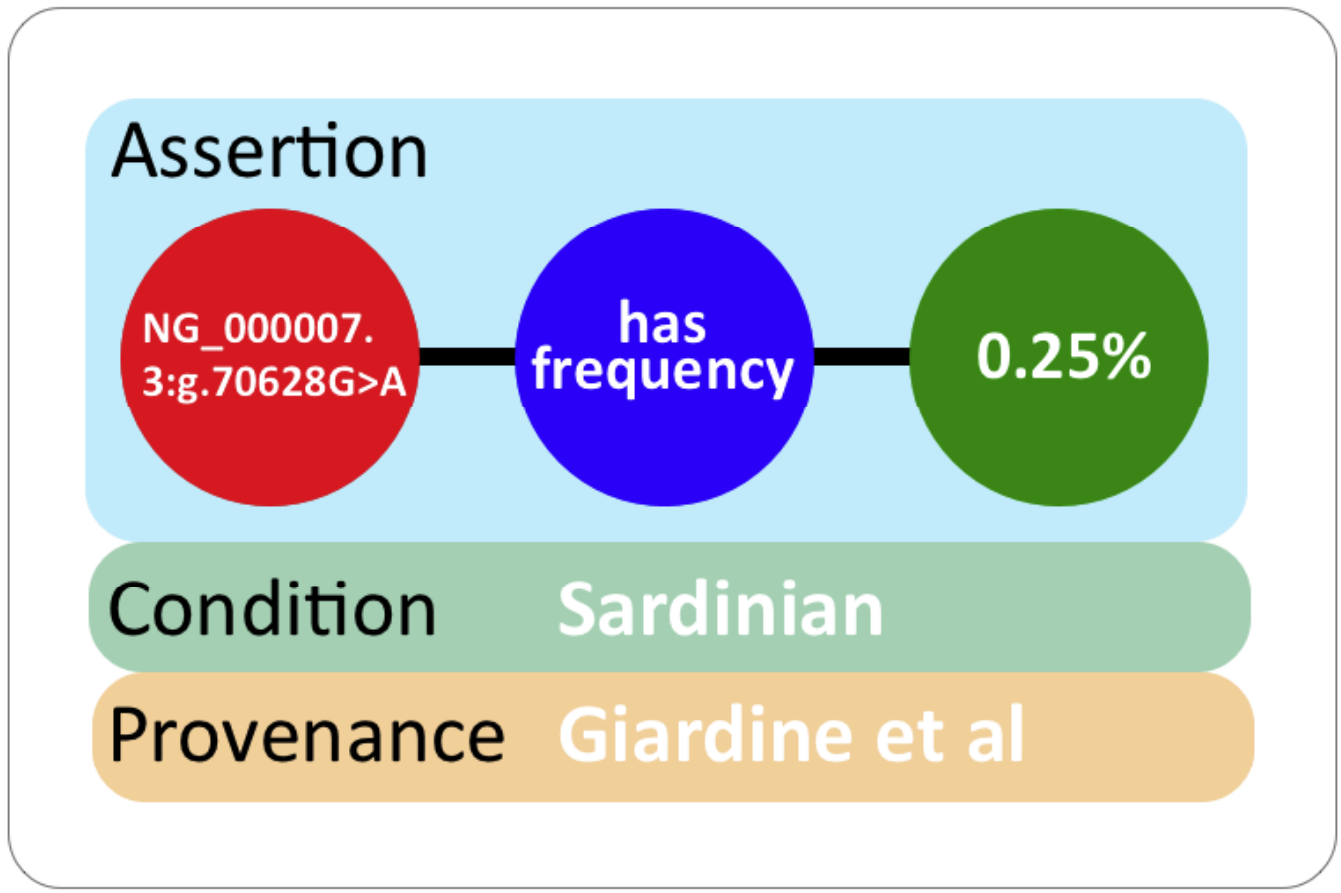 Assertion
NG_000007.
3:g.70628G>A
has
frequency
0.25%
Condition Sardinian
Provenance Giardine et al